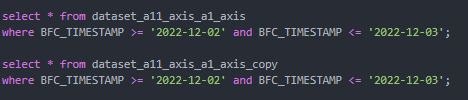 select * from dataset_a11_axis_a1_axis
where BFC_TIMESTAMP >= '2022-12-02' and BFC_TIMESTAMP <= '2022-12-03';
select * from dataset_a11_axis_a1_axis_copy
where BFC_TIMESTAMP >= '2022-12-02' and BFC_TIMESTAMP <= '2022-12-03';